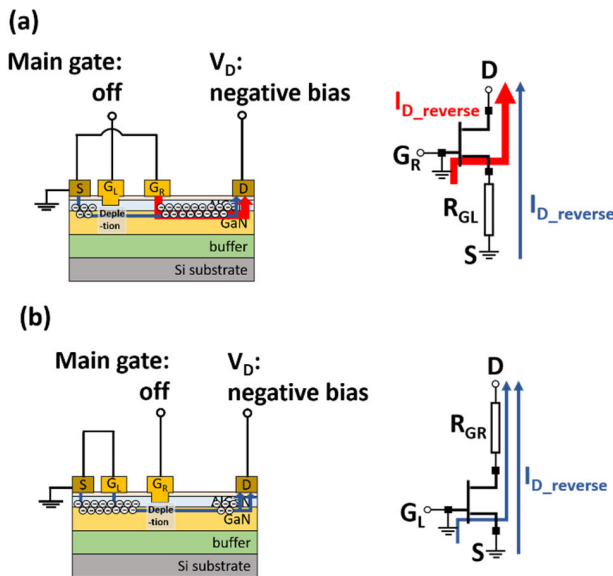 (a)
Main gate:
off
V_D:
negative bias
S
G_L
G_R
D
Deple
-tion
GaN
buffer
Si substrate
D
I_D_reverse
G_R
R_GL
I_D_reverse
S
(b)
Main gate:
off
V_D:
negative bias
S
G_L
G_R
D
AlGaN
Deple
-tion
GaN
buffer
Si substrate
D
R_GR
I_D_reverse
G_L
S